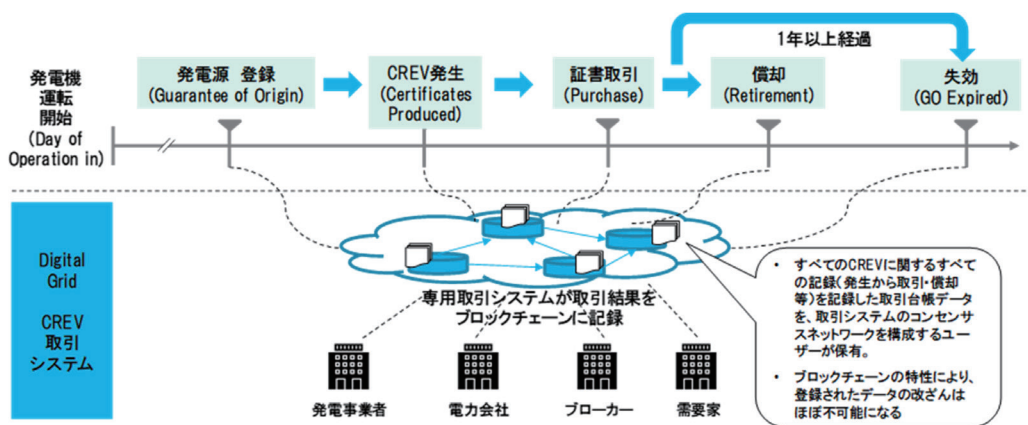 1年以上経過
発電機
運転
開始
(Day of
Operation in)
発電源 登録
(Guarantee of Origin)
CREV発生
(Certificates
Produced)
証書取引
(Purchase)
償却
(Retirement)
失効
(GO Expired)
Digital
Grid
CREV
取引
システム
専用取引システムが取引結果を
ブロックチェーンに記録
発電事業者
電力会社
ブローカー
需要家
• すべてのCREVに関するすべて
の記録(発生から取引・償却
等)を記録した取引台帳データ
を、取引システムのコンセンサ
スネットワークを構成するユー
ザーが保有。
• ブロックチェーンの特性により、
登録されたデータの改ざんは
ほぼ不可能になる